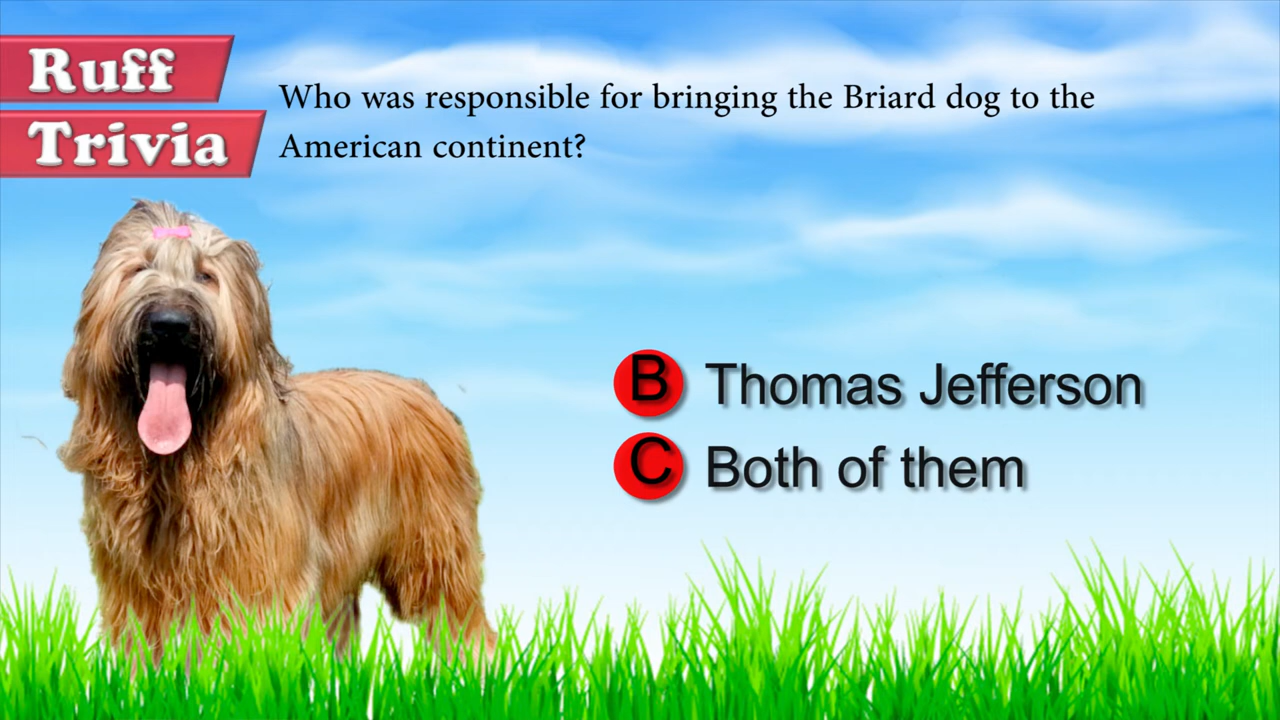 Ruff
Trivia
Who was responsible for bringing the Briard dog to the
American continent?
B Thomas Jefferson
C Both of them